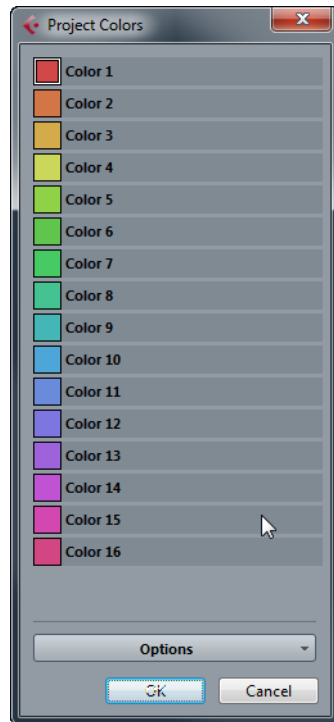 Project Colors
Color 1
Color 2
Color 3
Color 4
Color 5
Color 6
Color 7
Color 8
Color 9
Color 10
Color 11
Color 12
Color 13
Color 14
Color 15
Color 16
Options
OK Cancel